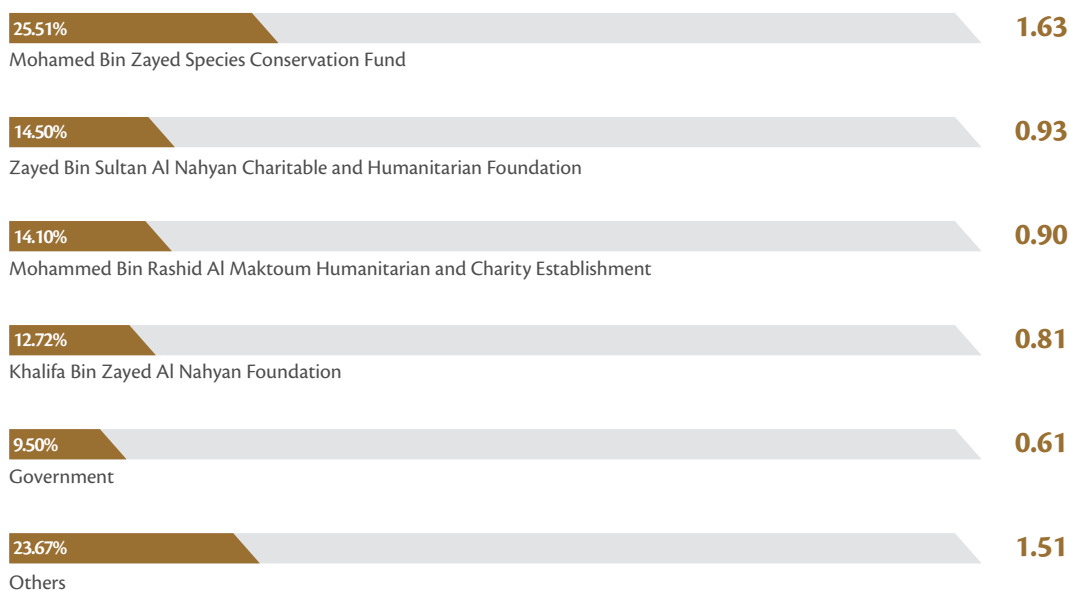 25.51% 1.63
Mohamed Bin Zayed Species Conservation Fund
14.50% 0.93
Zayed Bin Sultan Al Nahyan Charitable and Humanitarian Foundation
14.10% 0.90
Mohammed Bin Rashid Al Maktoum Humanitarian and Charity Establishment
12.72% 0.81
Khalifa Bin Zayed Al Nahyan Foundation
9.50% 0.61
Government
23.67% 1.51
Others